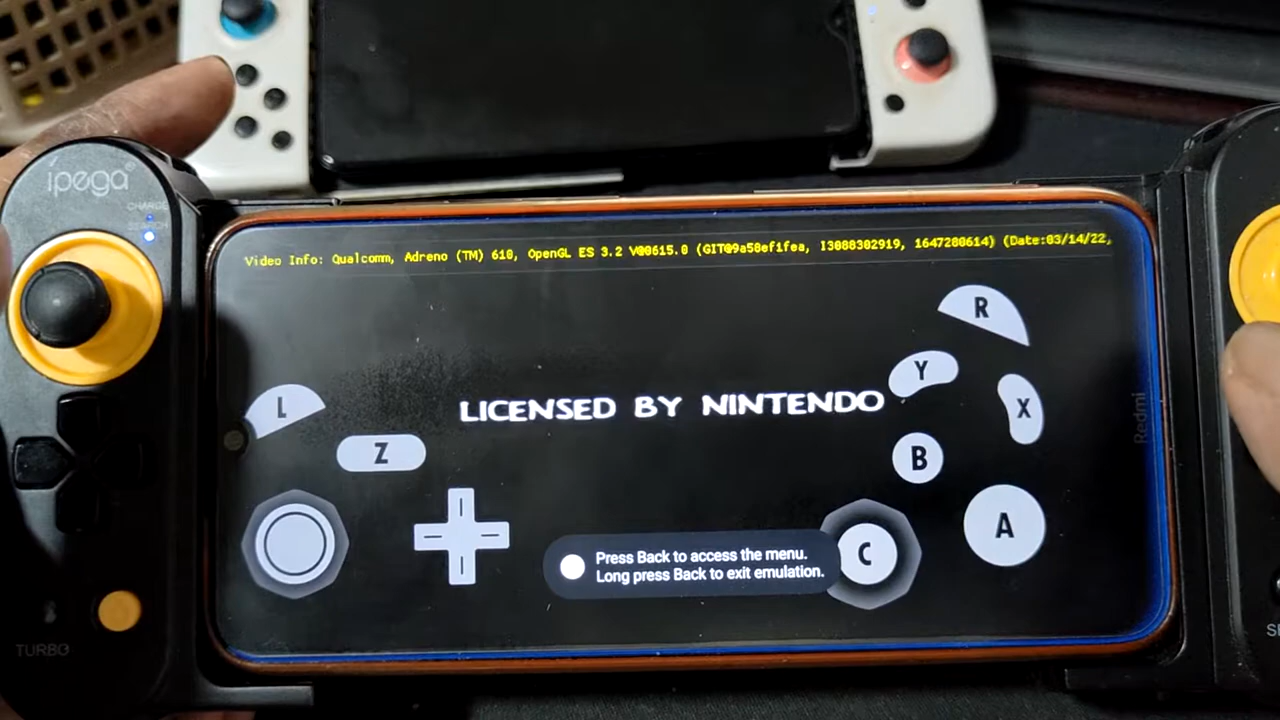 ipega
CHARGE
Video Info: Qualcomm, Adreno (TM) 610, OpenGL ES 3.2 V@0615.0 (GIT@9a50ef1fea, I3088302919, 1647280614) (Date:03/14/22,
R
Y
L
X
LICENSED BY NINTENDO
Redmi
Z
B
A
C
Press Back to access the menu.
Long press Back to exit emulation.
TURBO